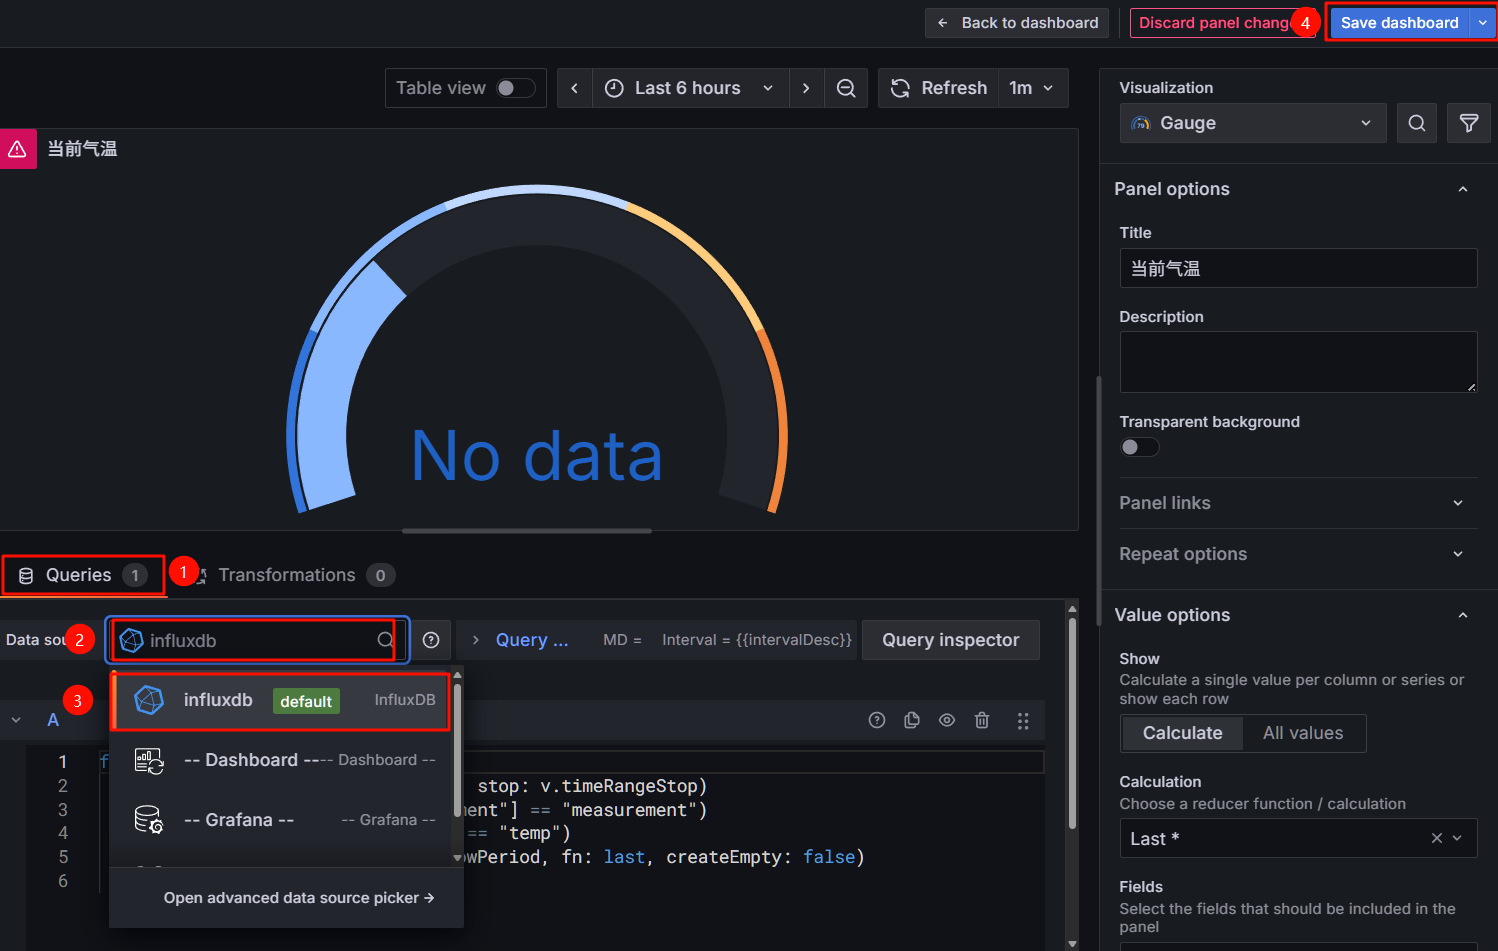 Back to dashboard
Discard panel chang
4
Save dashboard
Table view
Last 6 hours
Refresh
1m
Visualization
79
Gauge
当前气温
Panel options
Title
当前气温
Description
Transparent background
No data
Panel links
Repeat options
Queries 1
1
Transformations 0
Value options
Data sou
2
influxdb
Query ...
MD =
Interval = {{intervalDesc}}
Query inspector
Show
Calculate a single value per column or series or
show each row
3
A
influxdb default InfluxDB
Calculate
All values
-- Dashboard -- -- Dashboard --
-- Grafana -- -- Grafana --
Open advanced data source picker
1 f
2 stop: v.timeRangeStop)
3 ment"] == "measurement")
4 == "temp")
5 owPeriod, fn: last, createEmpty: false)
6
Calculation
Choose a reducer function / calculation
Last *
Fields
Select the fields that should be included in the
panel